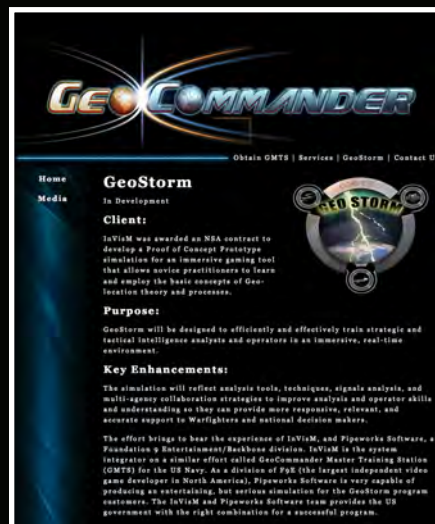 GEOCOMMANDER
Obtain GMTS | Services | GeoStorm | Contact U
Home
Media
GeoStorm
In Development
Client:
InVisM was awarded an NSA contract to
develop a Proof of Concept Prototype
simulation for an immersive gaming tool
that allows novice practitioners to learn
and employ the basic concepts of Geo-
location theory and processes.
GEO STORM
Purpose:
GeoStorm will be designed to efficiently and effectively train strategic and
tactical Intelligence analysts and operators in an immersive, real-time
environment.
Key Enhancements:
The simulation will reflect analysis tools, techniques, signals analysis, and
multi-agency collaboration strategies to improve analysis and operator skills
and understanding so they can provide more responsive, relevant, and
accurate support to Warfighters and national decision makers.
The effort brings to bear the experience of InVisM, and Pipeworks Software, a
Foundation 9 Entertainment/Backbone division. InVisM is the system
integrator on a similar effort called GeoCommander Master Training Station
(GMTS) for the US Navy. As a division of F9E (the largest independent video
game developer in North America), Pipeworks Software is very capable of
producing an entertaining, but serious simulation for the GeoStorm program
customers. The InVisM and Pipeworks Software team provides the US
government with the right combination for a successful program.